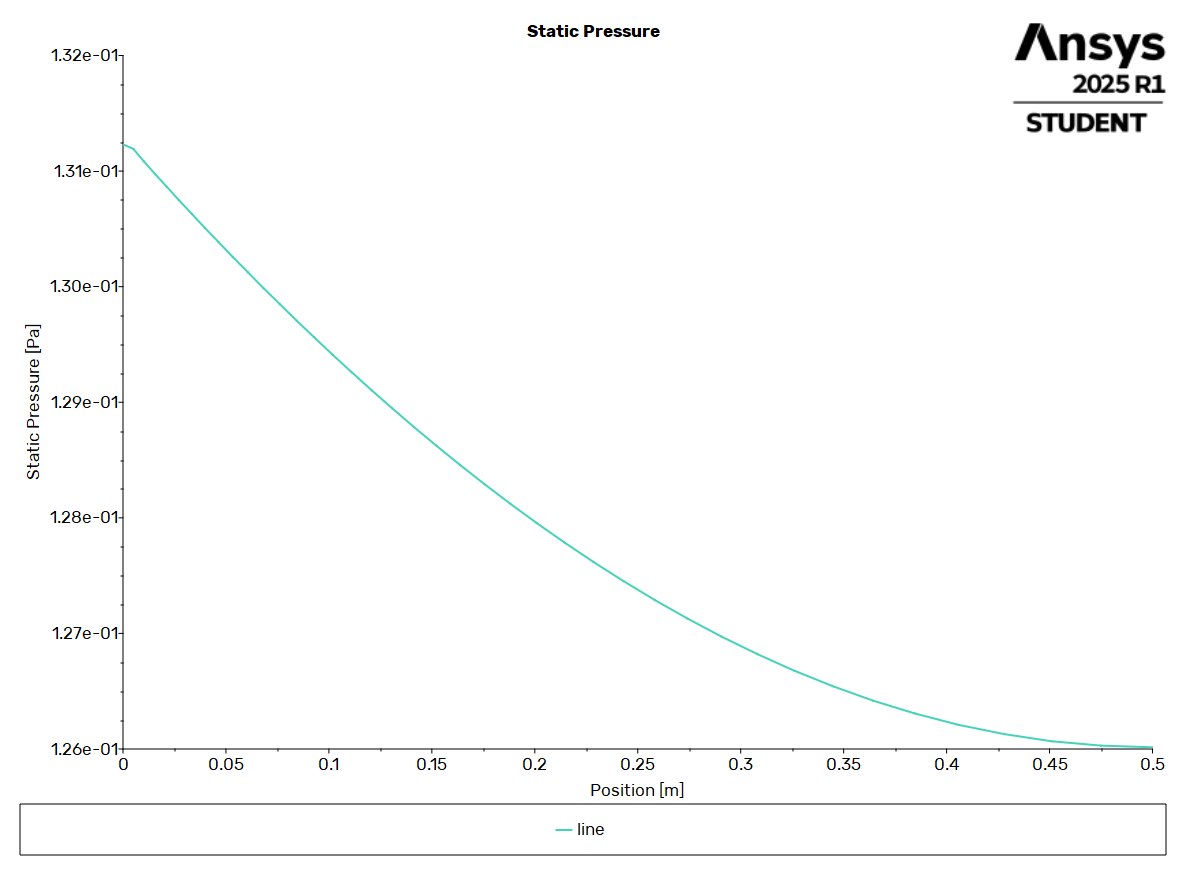 Static Pressure
Ansys
2025 R1
STUDENT
1.32e-01
1.31e-01
1.30e-01
1.29e-01
1.28e-01
1.27e-01
1.26e-01
Static Pressure [Pa]
0 0.05 0.1 0.15 0.2 0.25 0.3 0.35 0.4 0.45 0.5
Position [m]
line